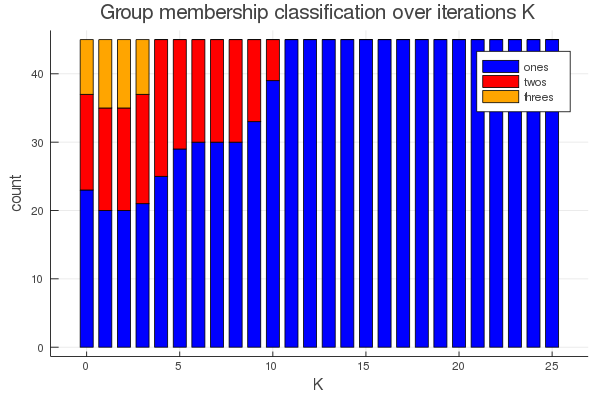 Group membership classification over iterations K
ones
twos
threes
count
40
30
20
10
0
0 5 10 15 20 25
K